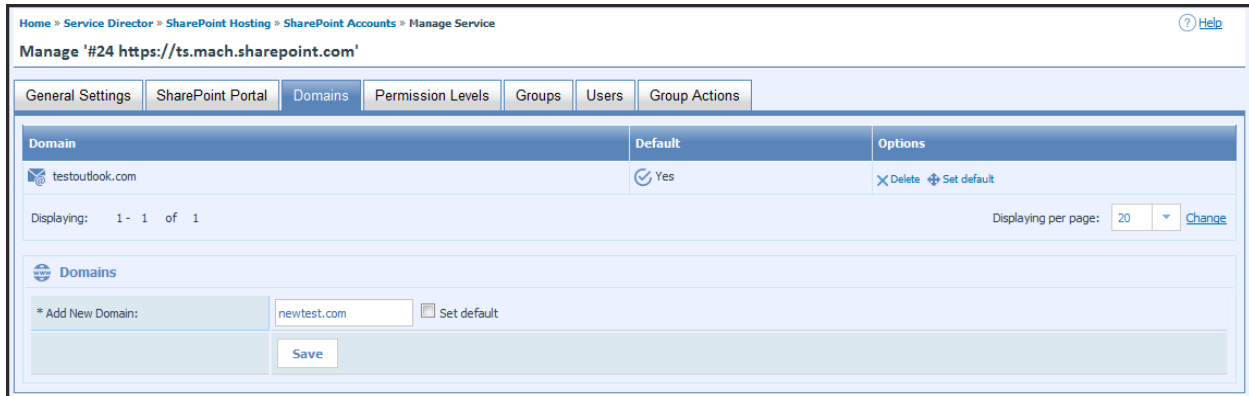 Home » Service Director » SharePoint Hosting » SharePoint Accounts » Manage Service ? Help
Manage '#24 https://ts.mach.sharepoint.com'
General Settings SharePoint Portal Domains Permission Levels Groups Users Group Actions
Domain Default Options
testoutlook.com Yes Delete Set default
Displaying: 1 - 1 of 1 Displaying per page: 20 Change
www Domains
* Add New Domain: newtest.com Set default
Save